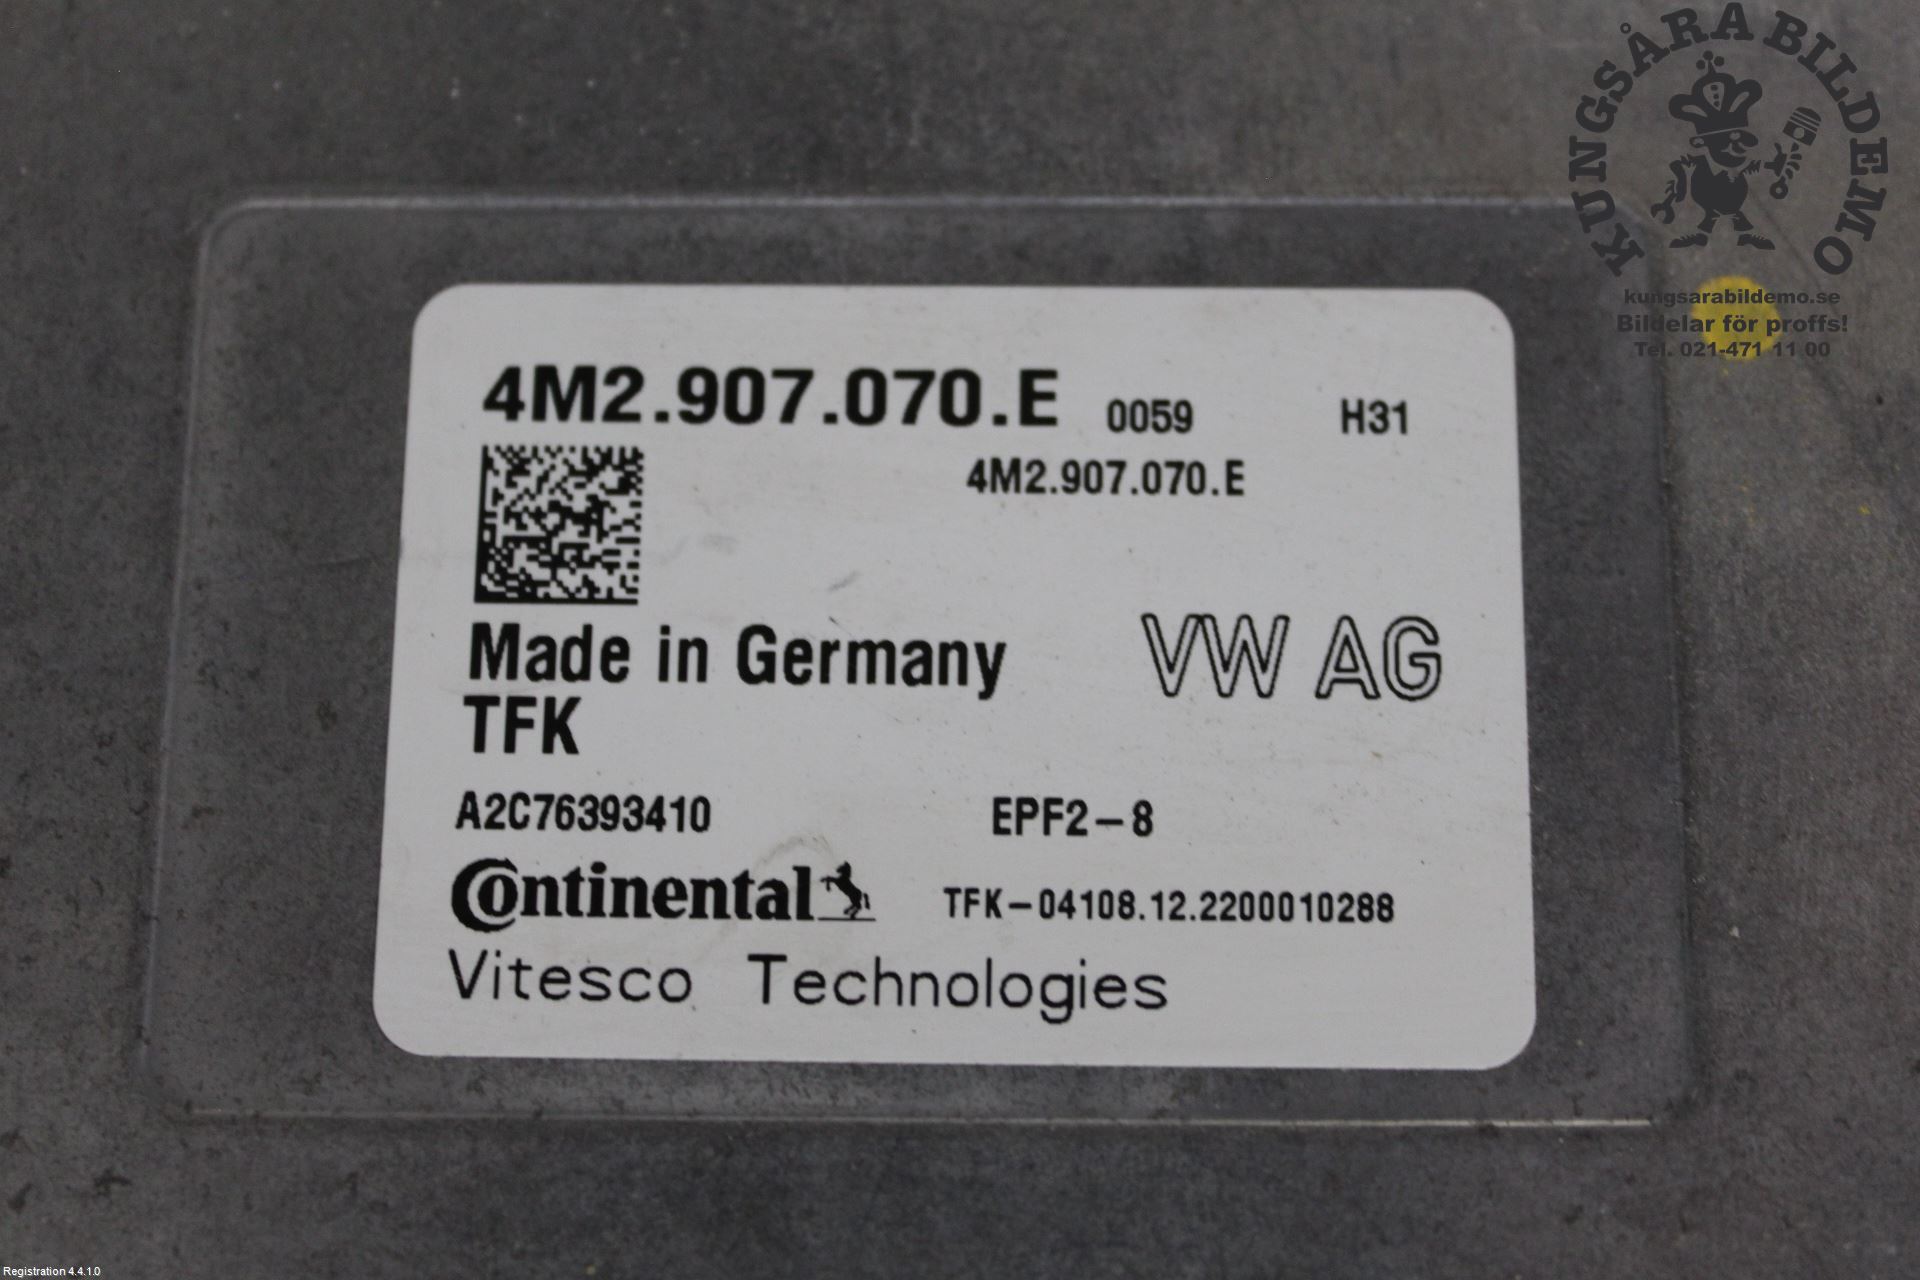 KUNGSÅRA BILDEMO
kungsarabildemo.se
Bildelar för proffs!
Tel. 021-471 11 00
4M2.907.070.E 0059 H31
4M2.907.070.E
Made in Germany VW AG
TFK
A2C76393410 EPF2-8
Continental TFK-04108.12.2200010288
Vitesco Technologies
Registration 4.4.1.0